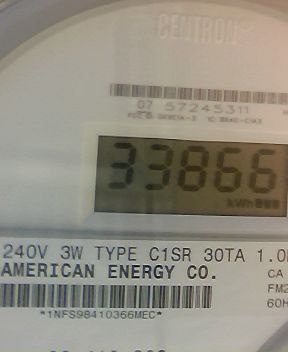 CENTRON
07 57245311
33866
kWh
240V 3W TYPE C1SR 30TA 1.0
AMERICAN ENERGY CO.
CA
FM2
60H
*1NFS98410366MEC*